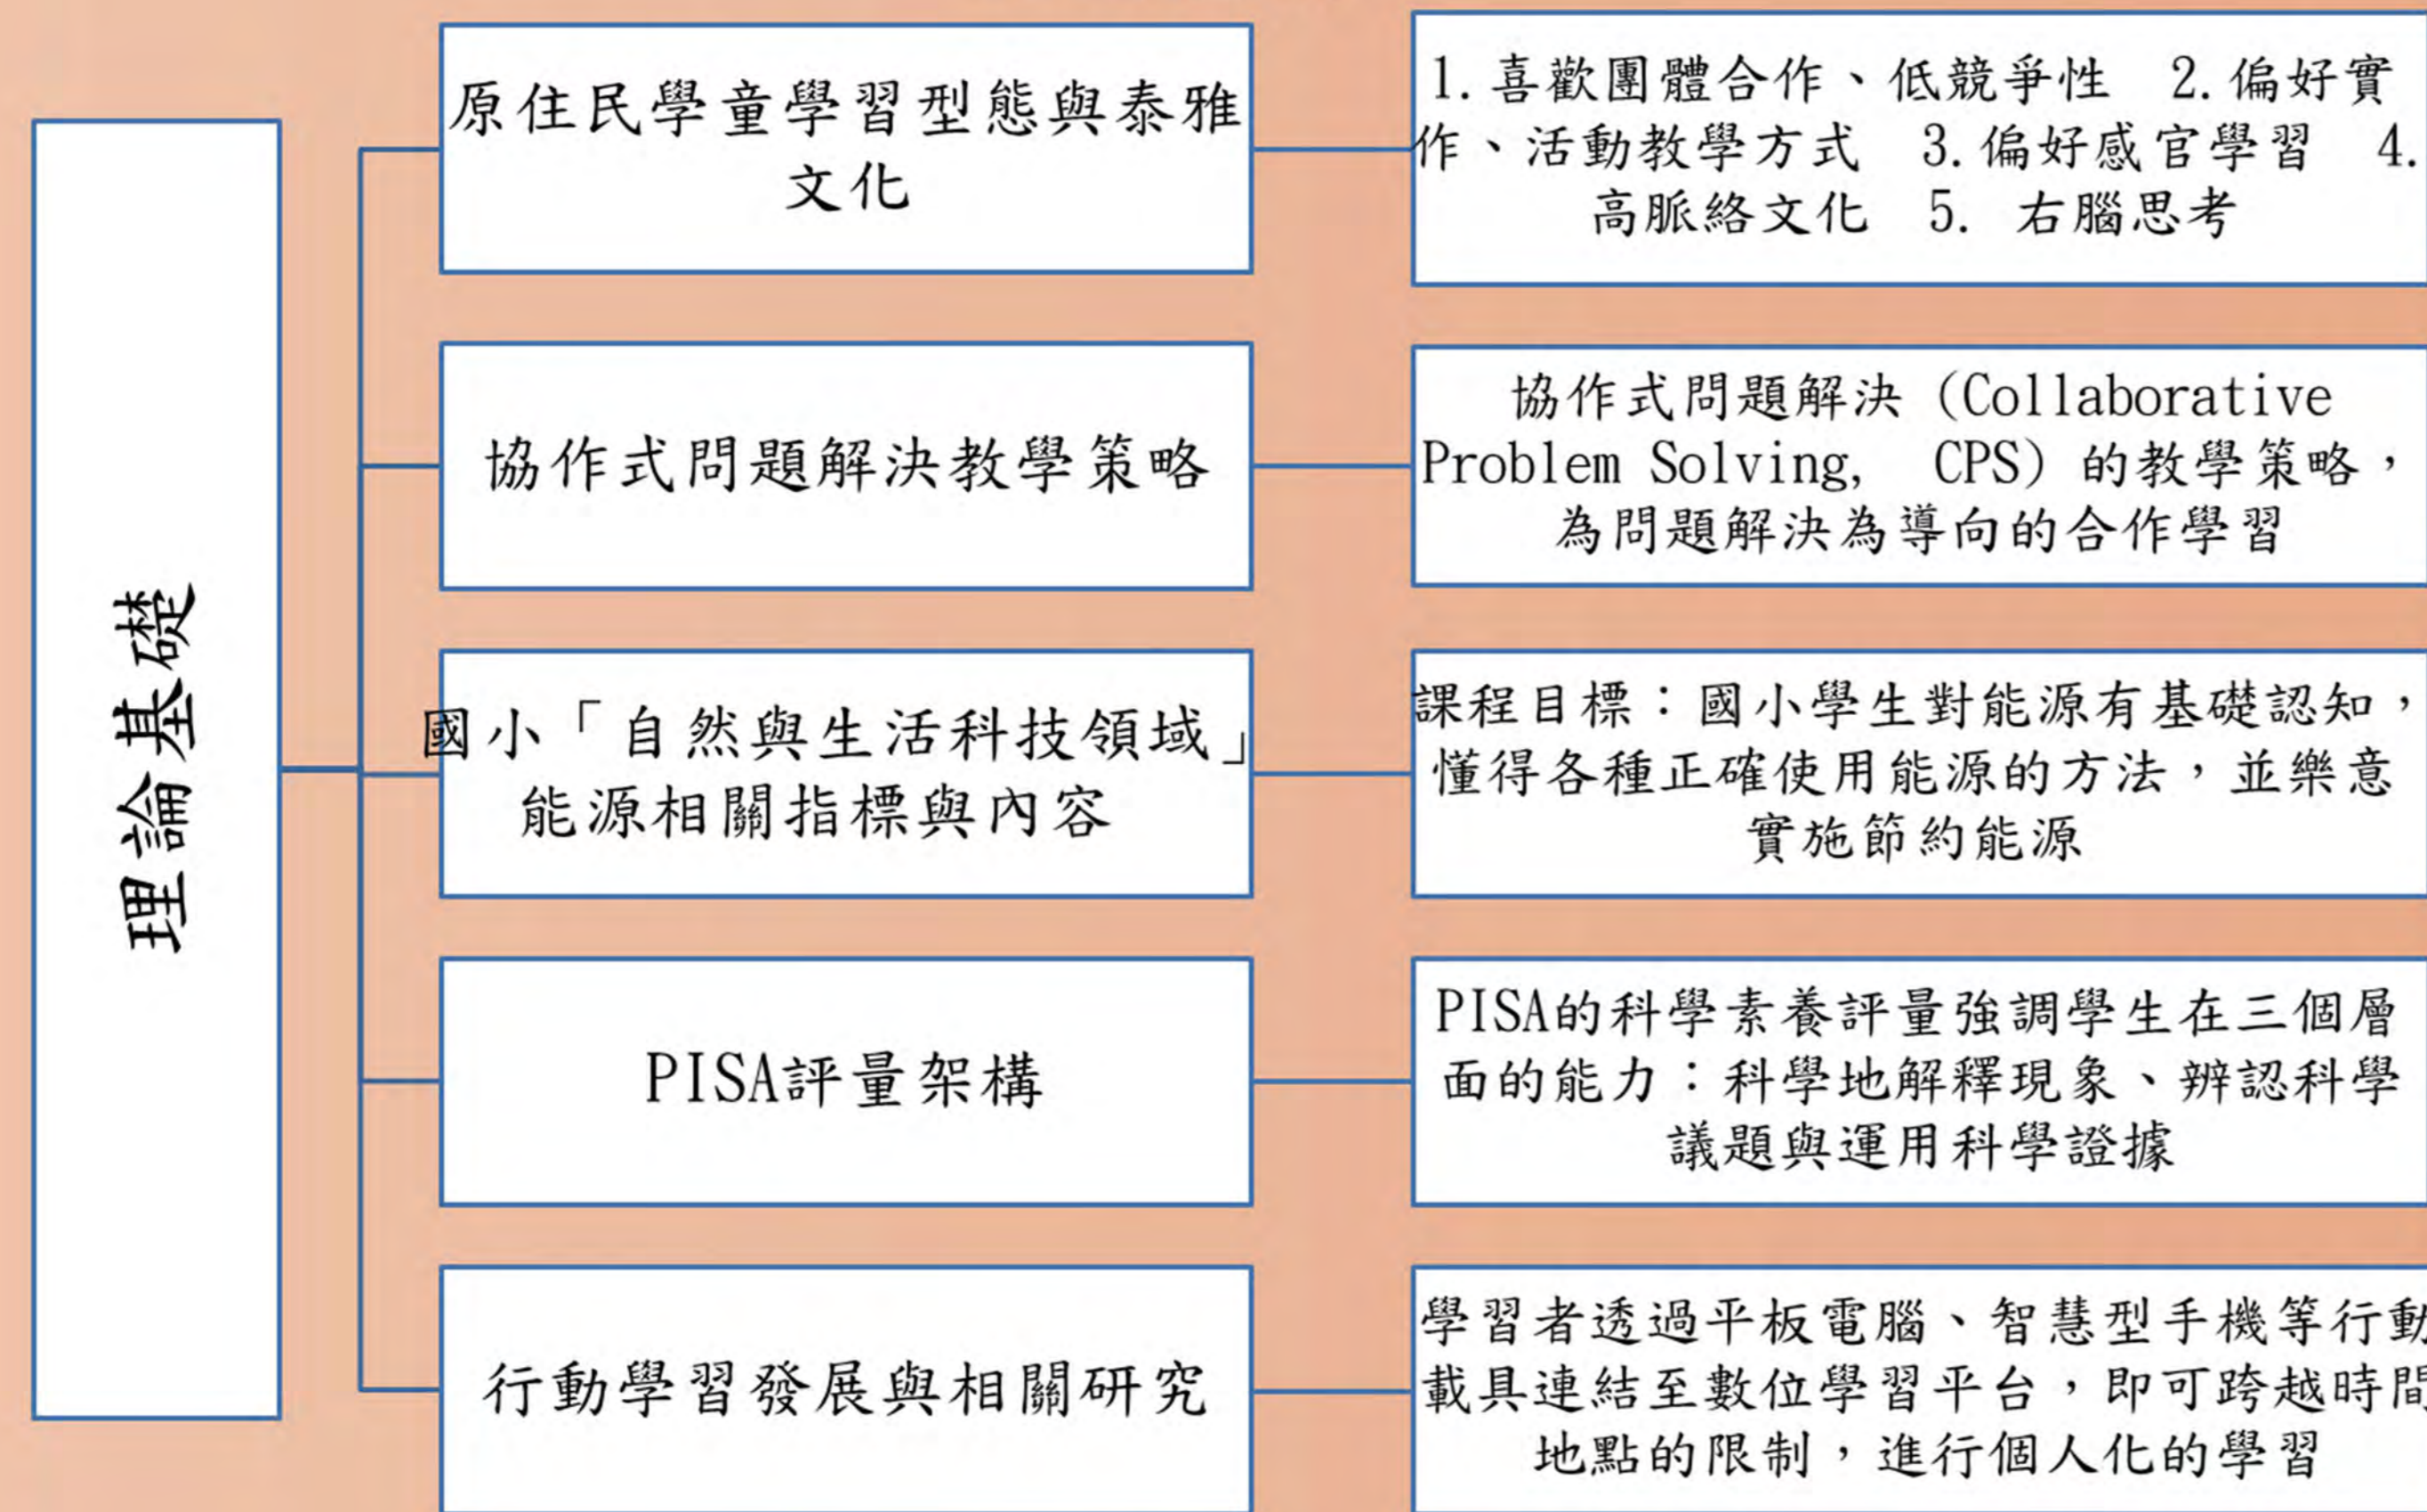 理論基礎
原住民學童學習型態與泰雅
文化
1. 喜歡團體合作、低競爭性 2. 偏好實
作、活動教學方式 3. 偏好感官學習 4.
高脈絡文化 5. 右腦思考
協作式問題解決教學策略
協作式問題解決 (Collaborative
Problem Solving, CPS) 的教學策略，
為問題解決為導向的合作學習
國小「自然與生活科技領域」
能源相關指標與內容
課程目標：國小學生對能源有基礎認知，
懂得各種正確使用能源的方法，並樂意
實施節約能源
PISA評量架構
PISA的科學素養評量強調學生在三個層
面的能力：科學地解釋現象、辨認科學
議題與運用科學證據
行動學習發展與相關研究
學習者透過平板電腦、智慧型手機等行動
載具連結至數位學習平台，即可跨越時間
地點的限制，進行個人化的學習